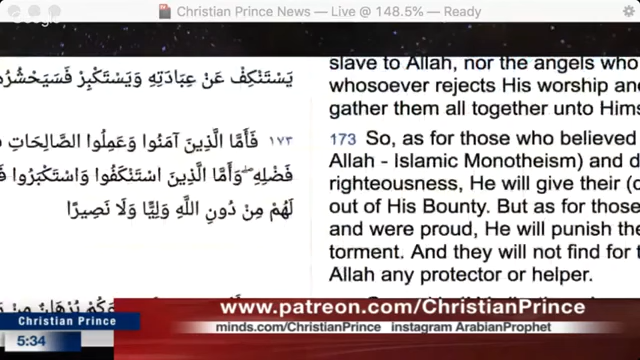 Christian Prince News — Live @ 148.5% — Ready
يَسْتَنْكِفْ عَنْ عِبَادَتِهِ وَيَسْتَكْبِرْ
١٧٣ فَأَمَّا الَّذِينَ آمَنُوا وَعَمِلُوا الصَّالِحَاتِ
فَضْلِهِ ۖ وَأَمَّا الَّذِينَ اسْتَنْكَفُوا وَاسْتَكْبَرُوا
لَهُمْ مِنْ دُونِ اللَّهِ وَلِيًّا وَلَا نَصِيرًا
slave to Allah, nor the angels who
whosoever rejects His worship and
gather them all together unto Hims
173 So, as for those who believed
Allah - Islamic Monotheism) and d
righteousness, He will give their (d
out of His Bounty. But as for those
and were proud, He will punish the
torment. And they will not find for t
Allah any protector or helper.
www.patreon.com/ChristianPrince
Christian Prince
minds.com/ChristianPrince instagram ArabianProphet
5:34